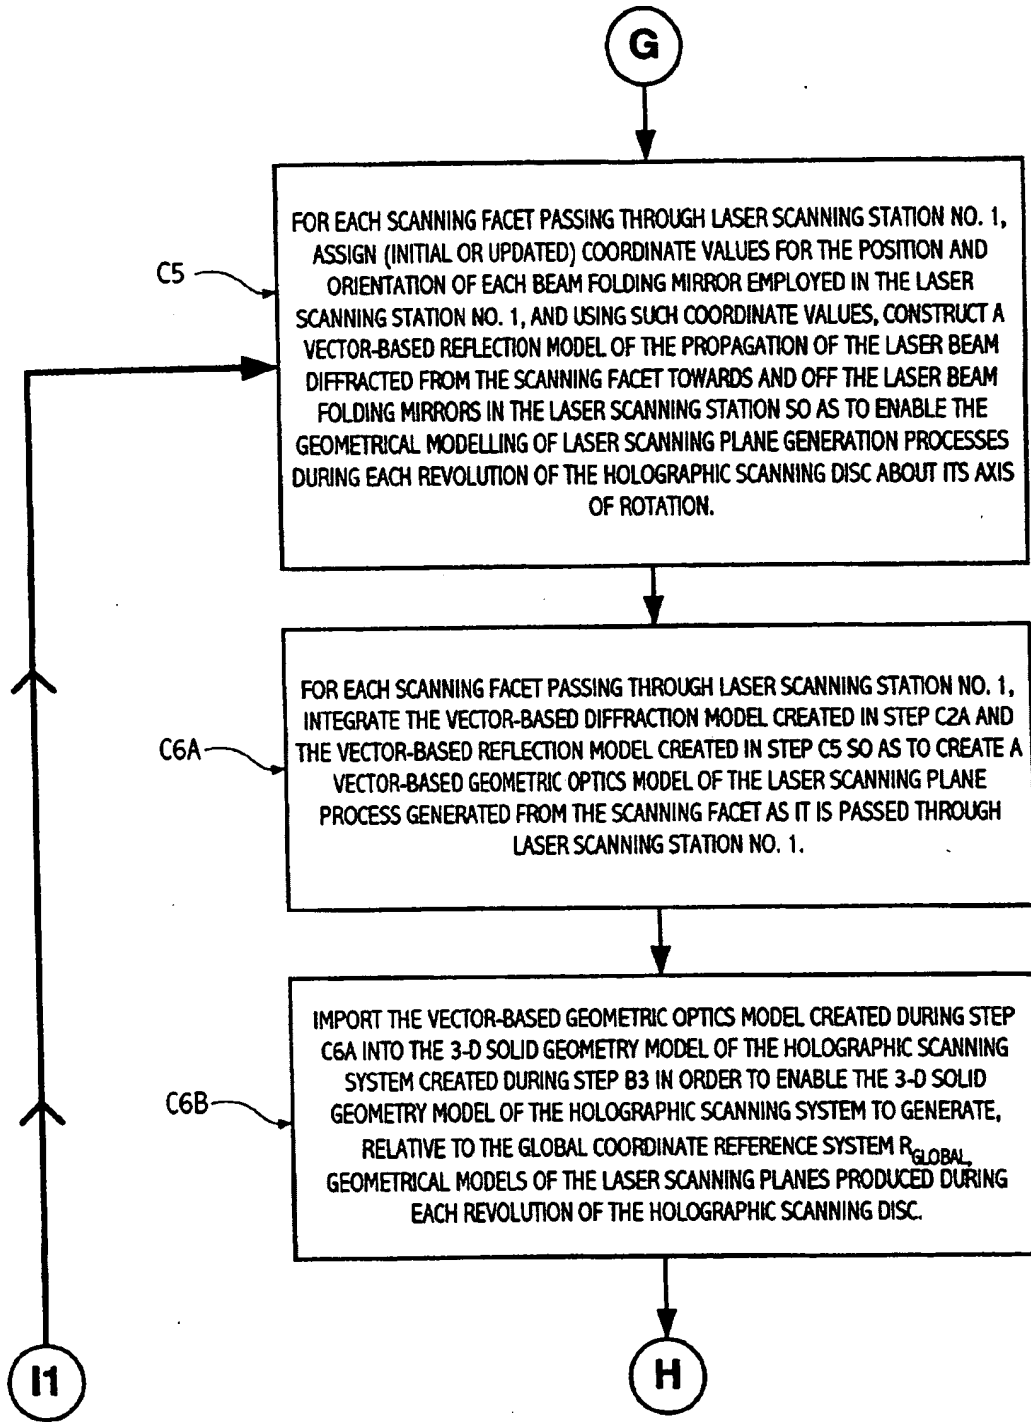 G
C5
FOR EACH SCANNING FACET PASSING THROUGH LASER SCANNING STATION NO. 1,
ASSIGN (INITIAL OR UPDATED) COORDINATE VALUES FOR THE POSITION AND
ORIENTATION OF EACH BEAM FOLDING MIRROR EMPLOYED IN THE LASER
SCANNING STATION NO. 1, AND USING SUCH COORDINATE VALUES, CONSTRUCT A
VECTOR-BASED REFLECTION MODEL OF THE PROPAGATION OF THE LASER BEAM
DIFFRACTED FROM THE SCANNING FACET TOWARDS AND OFF THE LASER BEAM
FOLDING MIRRORS IN THE LASER SCANNING STATION SO AS TO ENABLE THE
GEOMETRICAL MODELLING OF LASER SCANNING PLANE GENERATION PROCESSES
DURING EACH REVOLUTION OF THE HOLOGRAPHIC SCANNING DISC ABOUT ITS AXIS
OF ROTATION.
C6A
FOR EACH SCANNING FACET PASSING THROUGH LASER SCANNING STATION NO. 1,
INTEGRATE THE VECTOR-BASED DIFFRACTION MODEL CREATED IN STEP C2A AND
THE VECTOR-BASED REFLECTION MODEL CREATED IN STEP C5 SO AS TO CREATE A
VECTOR-BASED GEOMETRIC OPTICS MODEL OF THE LASER SCANNING PLANE
PROCESS GENERATED FROM THE SCANNING FACET AS IT IS PASSED THROUGH
LASER SCANNING STATION NO. 1.
C6B
IMPORT THE VECTOR-BASED GEOMETRIC OPTICS MODEL CREATED DURING STEP
C6A INTO THE 3-D SOLID GEOMETRY MODEL OF THE HOLOGRAPHIC SCANNING
SYSTEM CREATED DURING STEP B3 IN ORDER TO ENABLE THE 3-D SOLID
GEOMETRY MODEL OF THE HOLOGRAPHIC SCANNING SYSTEM TO GENERATE,
RELATIVE TO THE GLOBAL COORDINATE REFERENCE SYSTEM RGLOBAL,
GEOMETRICAL MODELS OF THE LASER SCANNING PLANES PRODUCED DURING
EACH REVOLUTION OF THE HOLOGRAPHIC SCANNING DISC.
I1
H